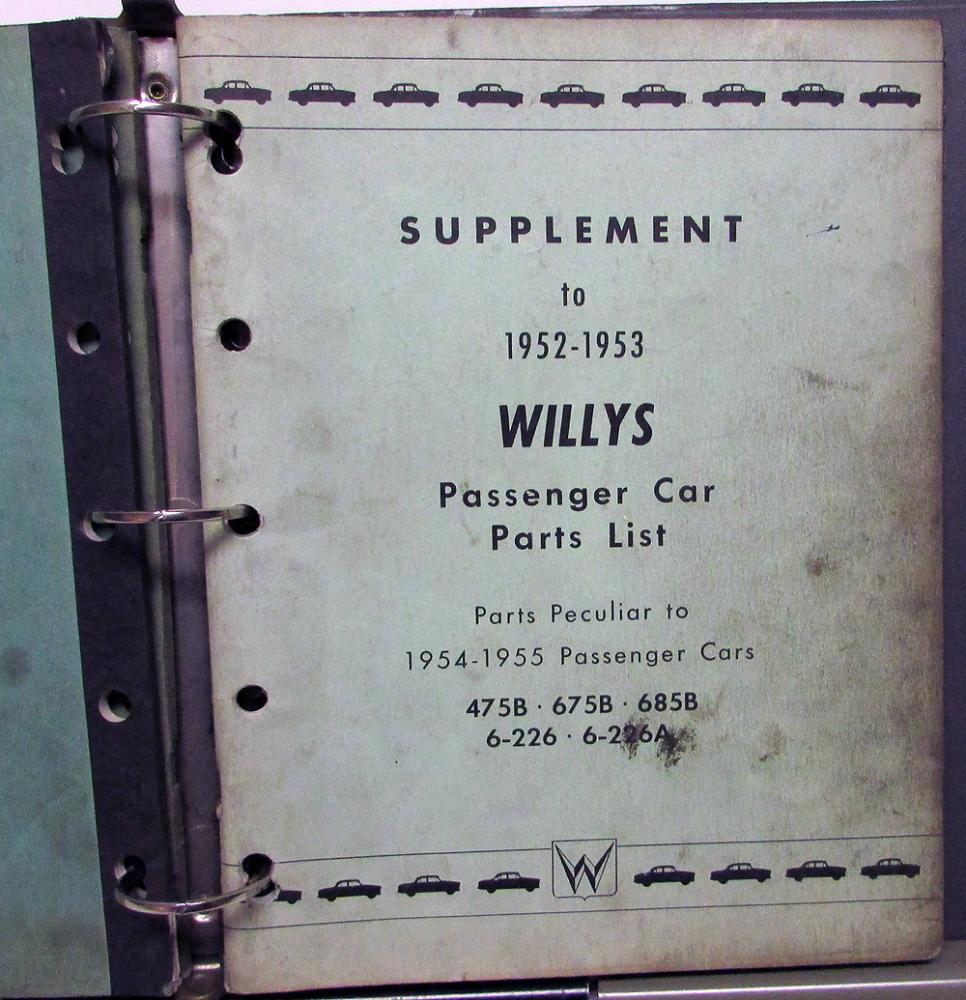 SUPPLEMENT
to
1952-1953
WILLYS
Passenger Car
Parts List
Parts Peculiar to
1954-1955 Passenger Cars
475B · 675B · 685B
6-226 · 6-226A
W